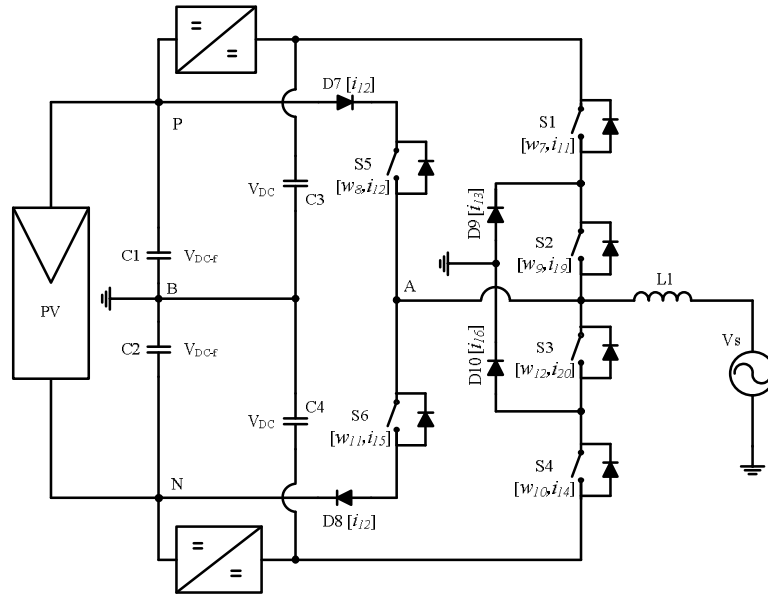 D7 [i12]
P
S1
[w7,i11]
S5
[w8,i12]
VDC
C3
D9 [i13]
S2
[w9,i19]
C1
VDC-f
B
A
L1
PV
C2
VDC-f
D10 [i16]
S3
[w12,i20]
Vs
VDC
C4
S6
[w11,i15]
S4
[w10,i14]
N
D8 [i12]